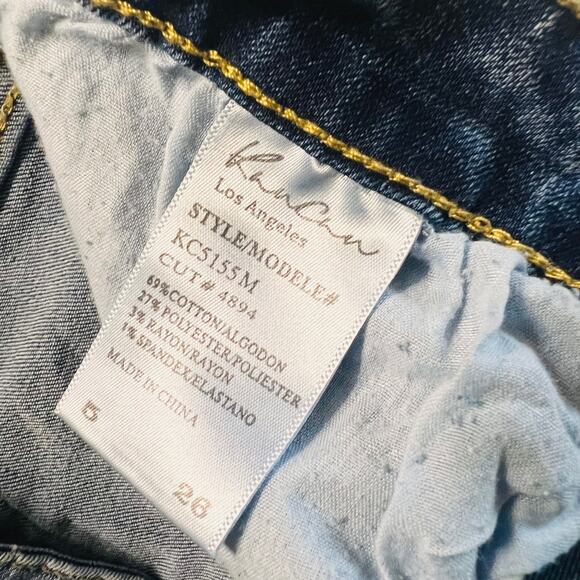 KanCan
Los Angeles
STYLE/MODELE#
KC5155M
CUT # 4894
69%COTTON/ALGODON
27%POLYESTER/POLIESTER
3% RAYON/RAYON
1% SPANDEX/ELASTANO
MADE IN CHINA
5 26